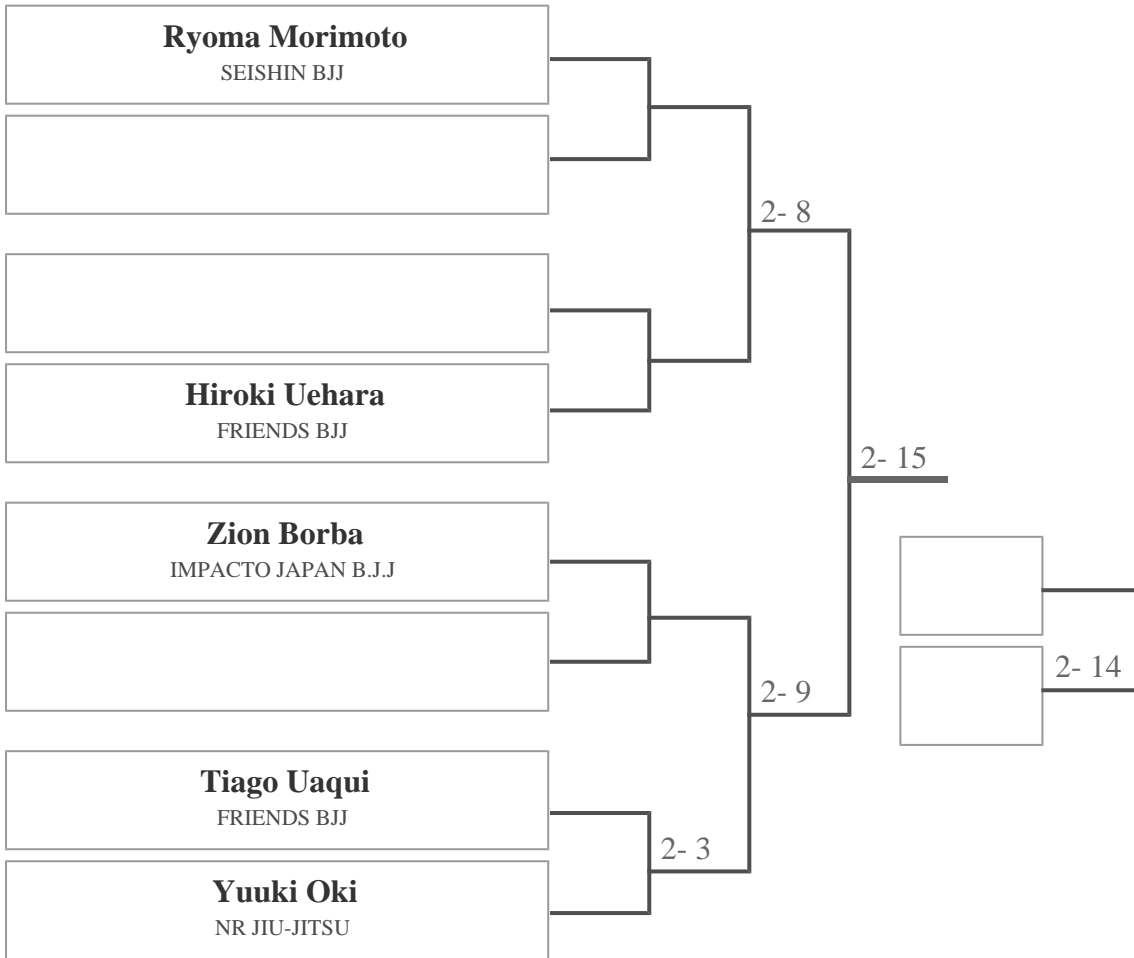 Ryoma Morimoto
SEISHIN BJJ
2- 8
Hiroki Uehara
FRIENDS BJJ
2- 15
Zion Borba
IMPACTO JAPAN B.J.J
2- 14
2- 9
Tiago Uaqui
FRIENDS BJJ
2- 3
Yuuki Oki
NR JIU-JITSU